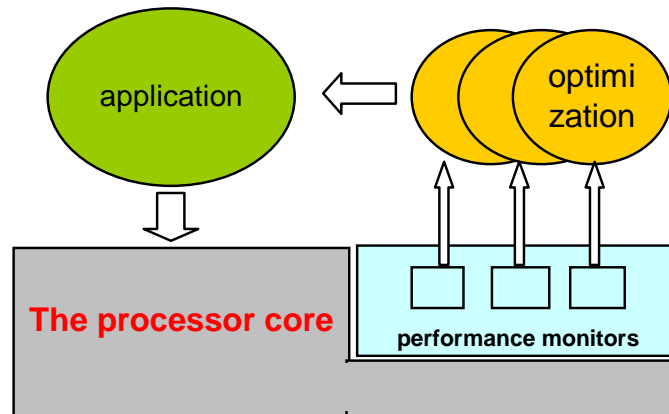 application
optimi
zation
The processor core
performance monitors